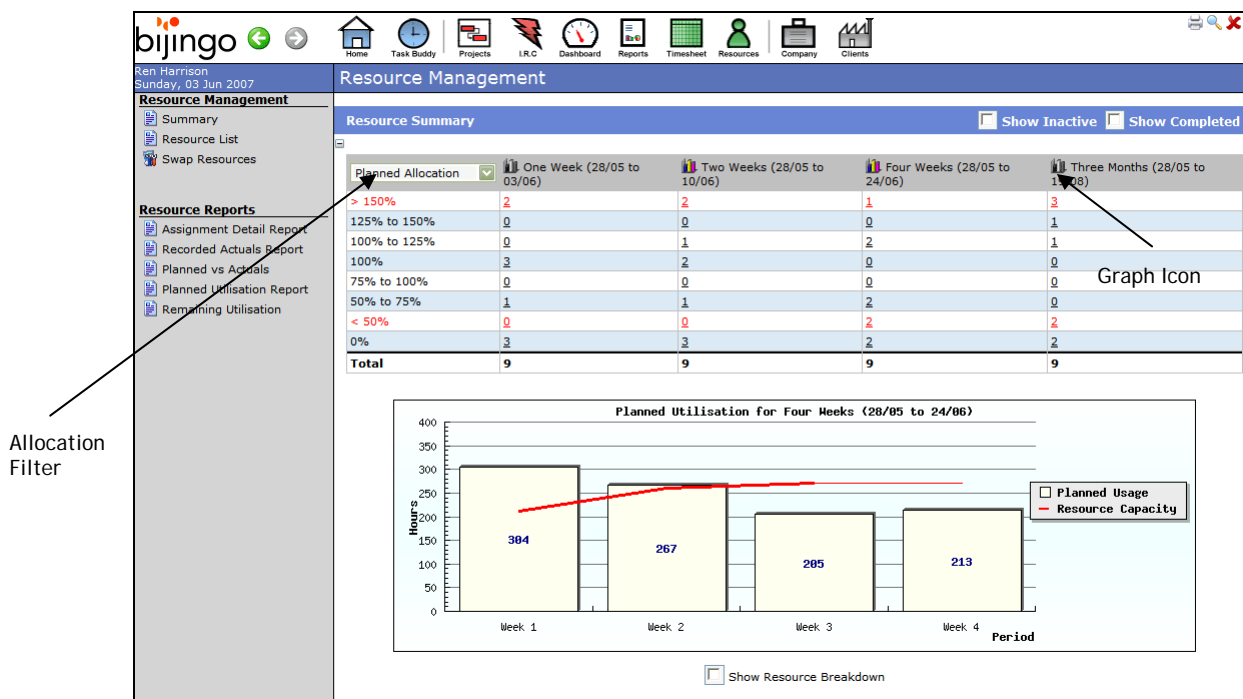 bijingo
Home Task Buddy Projects I.R.C Dashboard Reports Timesheet Resources Company Clients
Ren Harrison
Sunday, 03 Jun 2007
Resource Management
Resource Management
Summary
Resource List
Swap Resources
Resource Reports
Assignment Detail Report
Recorded Actuals Report
Planned vs Actuals
Planned Utilisation Report
Remaining Utilisation
Resource Summary Show Inactive Show Completed
Planned Allocation One Week (28/05 to 03/06) Two Weeks (28/05 to 10/06) Four Weeks (28/05 to 24/06) Three Months (28/05 to
> 150% 2 2 1 3
125% to 150% 0 0 0 1
100% to 125% 0 1 2 1
100% 3 2 0 0
75% to 100% 0 0 0 0
50% to 75% 1 1 2 0
< 50% 0 0 2 2
0% 3 3 2 2
Total 9 9 9 9
Graph Icon
Allocation
Filter
Planned Utilisation for Four Weeks (28/05 to 24/06)
400
350
300
250
200
150
100
50
0
Hours
304 267 205 213
Week 1 Week 2 Week 3 Week 4
Period
Planned Usage
Resource Capacity
Show Resource Breakdown